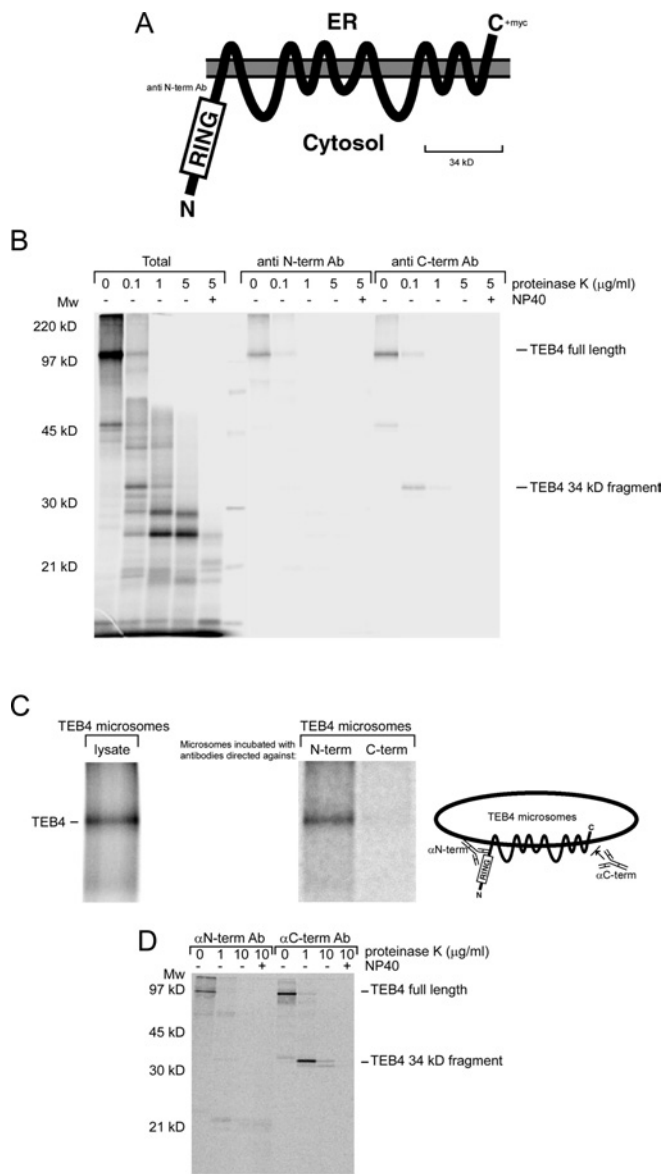 A
ER
C+myc
anti N-term Ab
RING
Cytosol
34 kD
N
B
Total anti N-term Ab anti C-term Ab
0 0.1 1 5 5 0 0.1 1 5 5 0 0.1 1 5 5 proteinase K (µg/ml)
Mw - - - - + - - - - + - - - - + NP40
220 kD
97 kD
– TEB4 full length
45 kD
30 kD
– TEB4 34 kD fragment
21 kD
C
TEB4 microsomes
lysate
TEB4 –
TEB4 microsomes
Microsomes incubated with
antibodies directed against:
N-term C-term
TEB4 microsomes
C
αN-term
RING
αC-term
N
D
αN-term Ab αC-term Ab
0 1 10 10 0 1 10 10 proteinase K (µg/ml)
- - - + - - - + NP40
Mw
97 kD
– TEB4 full length
45 kD
30 kD
– TEB4 34 kD fragment
21 kD